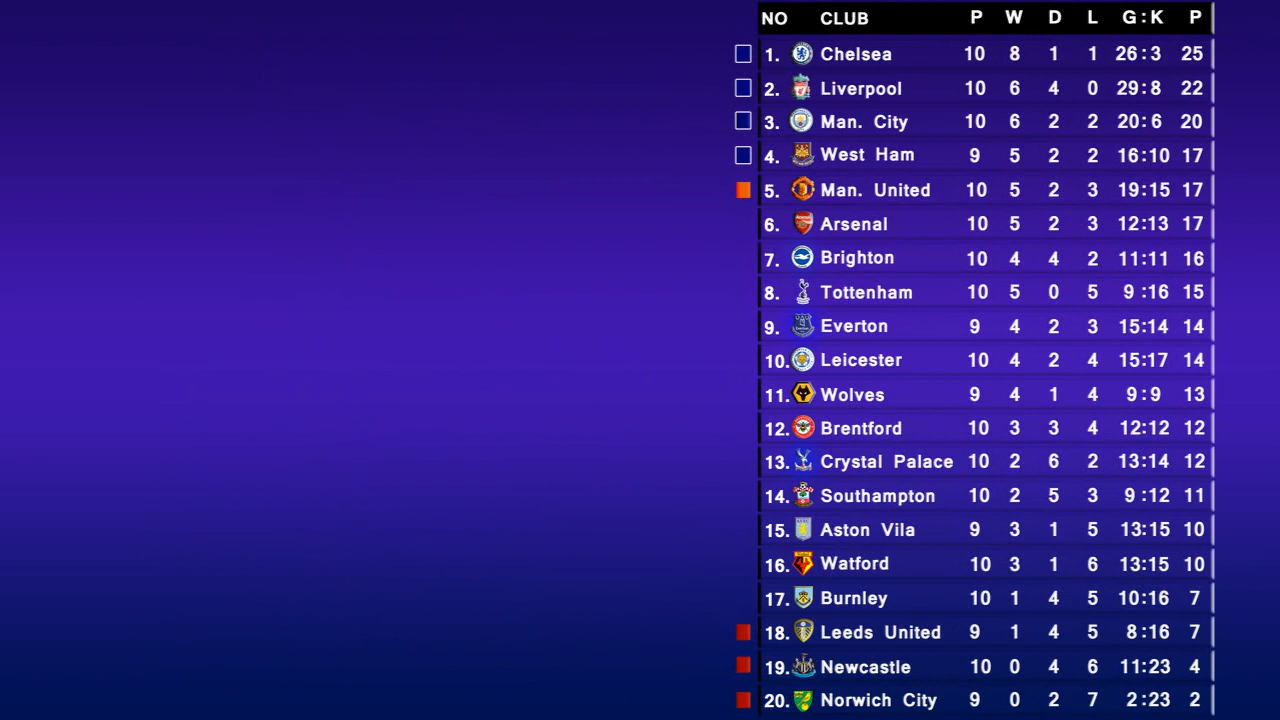 NO CLUB P W D L G:K P
1. Chelsea 10 8 1 1 26:3 25
2. Liverpool 10 6 4 0 29:8 22
3. Man. City 10 6 2 2 20:6 20
4. West Ham 9 5 2 2 16:10 17
5. Man. United 10 5 2 3 19:15 17
6. Arsenal 10 5 2 3 12:13 17
7. Brighton 10 4 4 2 11:11 16
8. Tottenham 10 5 0 5 9:16 15
9. Everton 9 4 2 3 15:14 14
10. Leicester 10 4 2 4 15:17 14
11. Wolves 9 4 1 4 9:9 13
12. Brentford 10 3 3 4 12:12 12
13. Crystal Palace 10 2 6 2 13:14 12
14. Southampton 10 2 5 3 9:12 11
15. Aston Vila 9 3 1 5 13:15 10
16. Watford 10 3 1 6 13:15 10
17. Burnley 10 1 4 5 10:16 7
18. Leeds United 9 1 4 5 8:16 7
19. Newcastle 10 0 4 6 11:23 4
20. Norwich City 9 0 2 7 2:23 2